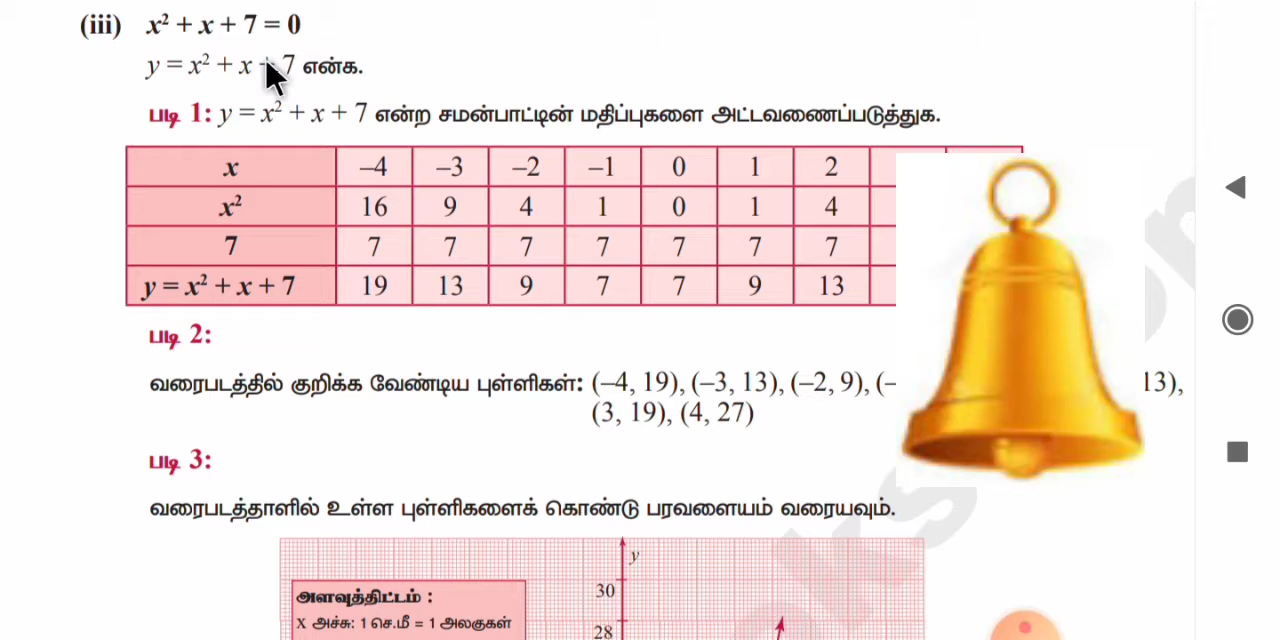 (iii) x² + x + 7 = 0
y = x² + x + 7 என்க.
படி 1: y = x² + x + 7 என்ற சமன்பாட்டின் மதிப்புகளை அட்டவணைப்படுத்துக.
x –4 –3 –2 –1 0 1 2
x² 16 9 4 1 0 1 4
7 7 7 7 7 7 7 7
y = x² + x + 7 19 13 9 7 7 9 13
படி 2:
வரைபடத்தில் குறிக்க வேண்டிய புள்ளிகள்: (–4, 19), (–3, 13), (–2, 9), (– 13),
(3, 19), (4, 27)
படி 3:
வரைபடத்தாளில் உள்ள புள்ளிகளைக் கொண்டு பரவளையம் வரையவும்.
y
30
அளவுத்திட்டம் :
x அச்சு: 1 செ.மீ = 1 அலகுகள்
28